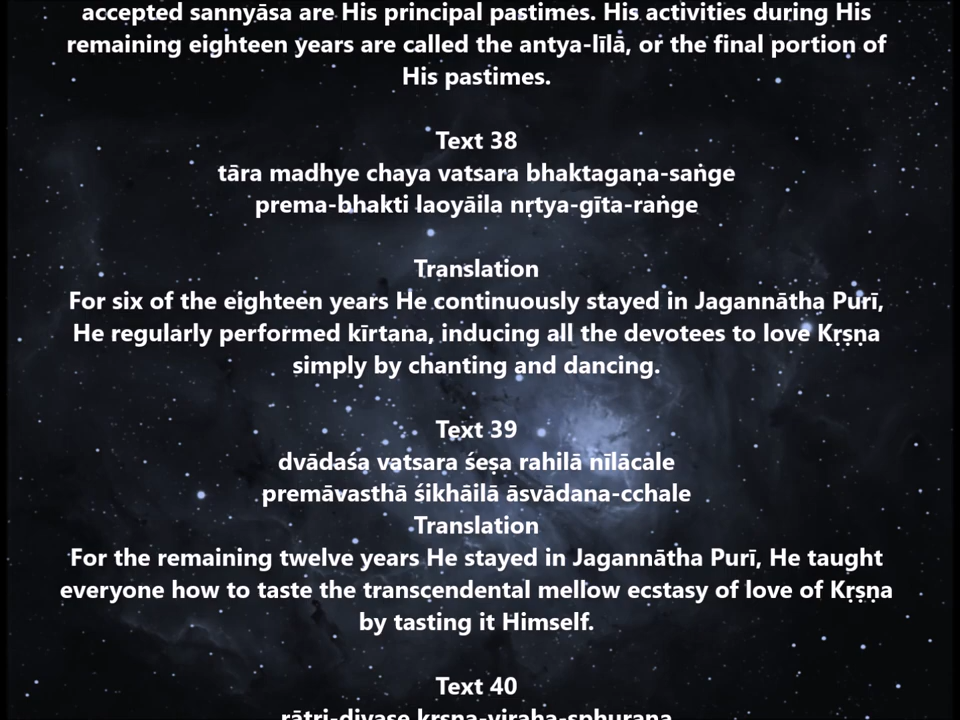 accepted sannyāsa are His principal pastimes. His activities during His
remaining eighteen years are called the antya-līlā, or the final portion of
His pastimes.
Text 38
tāra madhye chaya vatsara bhaktagaṇa-saṅge
prema-bhakti laoyāila nṛtya-gīta-raṅge
Translation
For six of the eighteen years He continuously stayed in Jagannātha Purī,
He regularly performed kīrtana, inducing all the devotees to love Kṛṣṇa
simply by chanting and dancing.
Text 39
dvādaśa vatsara śeṣa rahilā nīlācale
premāvasthā śikhāilā āsvādana-cchale
Translation
For the remaining twelve years He stayed in Jagannātha Purī, He taught
everyone how to taste the transcendental mellow ecstasy of love of Kṛṣṇa
by tasting it Himself.
Text 40
rātri-divase kṛṣṇa-viraha-sphuraṇa